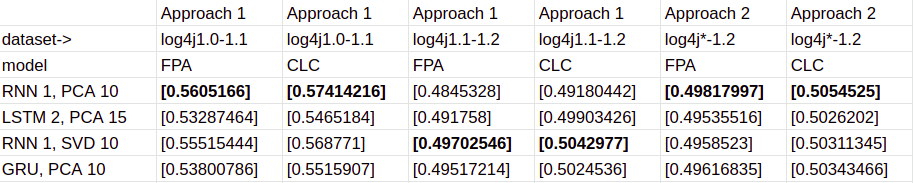 Approach 1 Approach 1 Approach 1 Approach 1 Approach 2 Approach 2
dataset-> log4j1.0-1.1 log4j1.0-1.1 log4j1.1-1.2 log4j1.1-1.2 log4j*-1.2 log4j*-1.2
model FPA CLC FPA CLC FPA CLC
RNN 1, PCA 10 [0.5605166] [0.57414216] [0.4845328] [0.49180442] [0.49817997] [0.5054525]
LSTM 2, PCA 15 [0.53287464] [0.5465184] [0.491758] [0.49903426] [0.49535516] [0.5026202]
RNN 1, SVD 10 [0.55515444] [0.568771] [0.49702546] [0.5042977] [0.4958523] [0.50311345]
GRU, PCA 10 [0.53800786] [0.5515907] [0.49517214] [0.5024536] [0.49616835] [0.50343466]